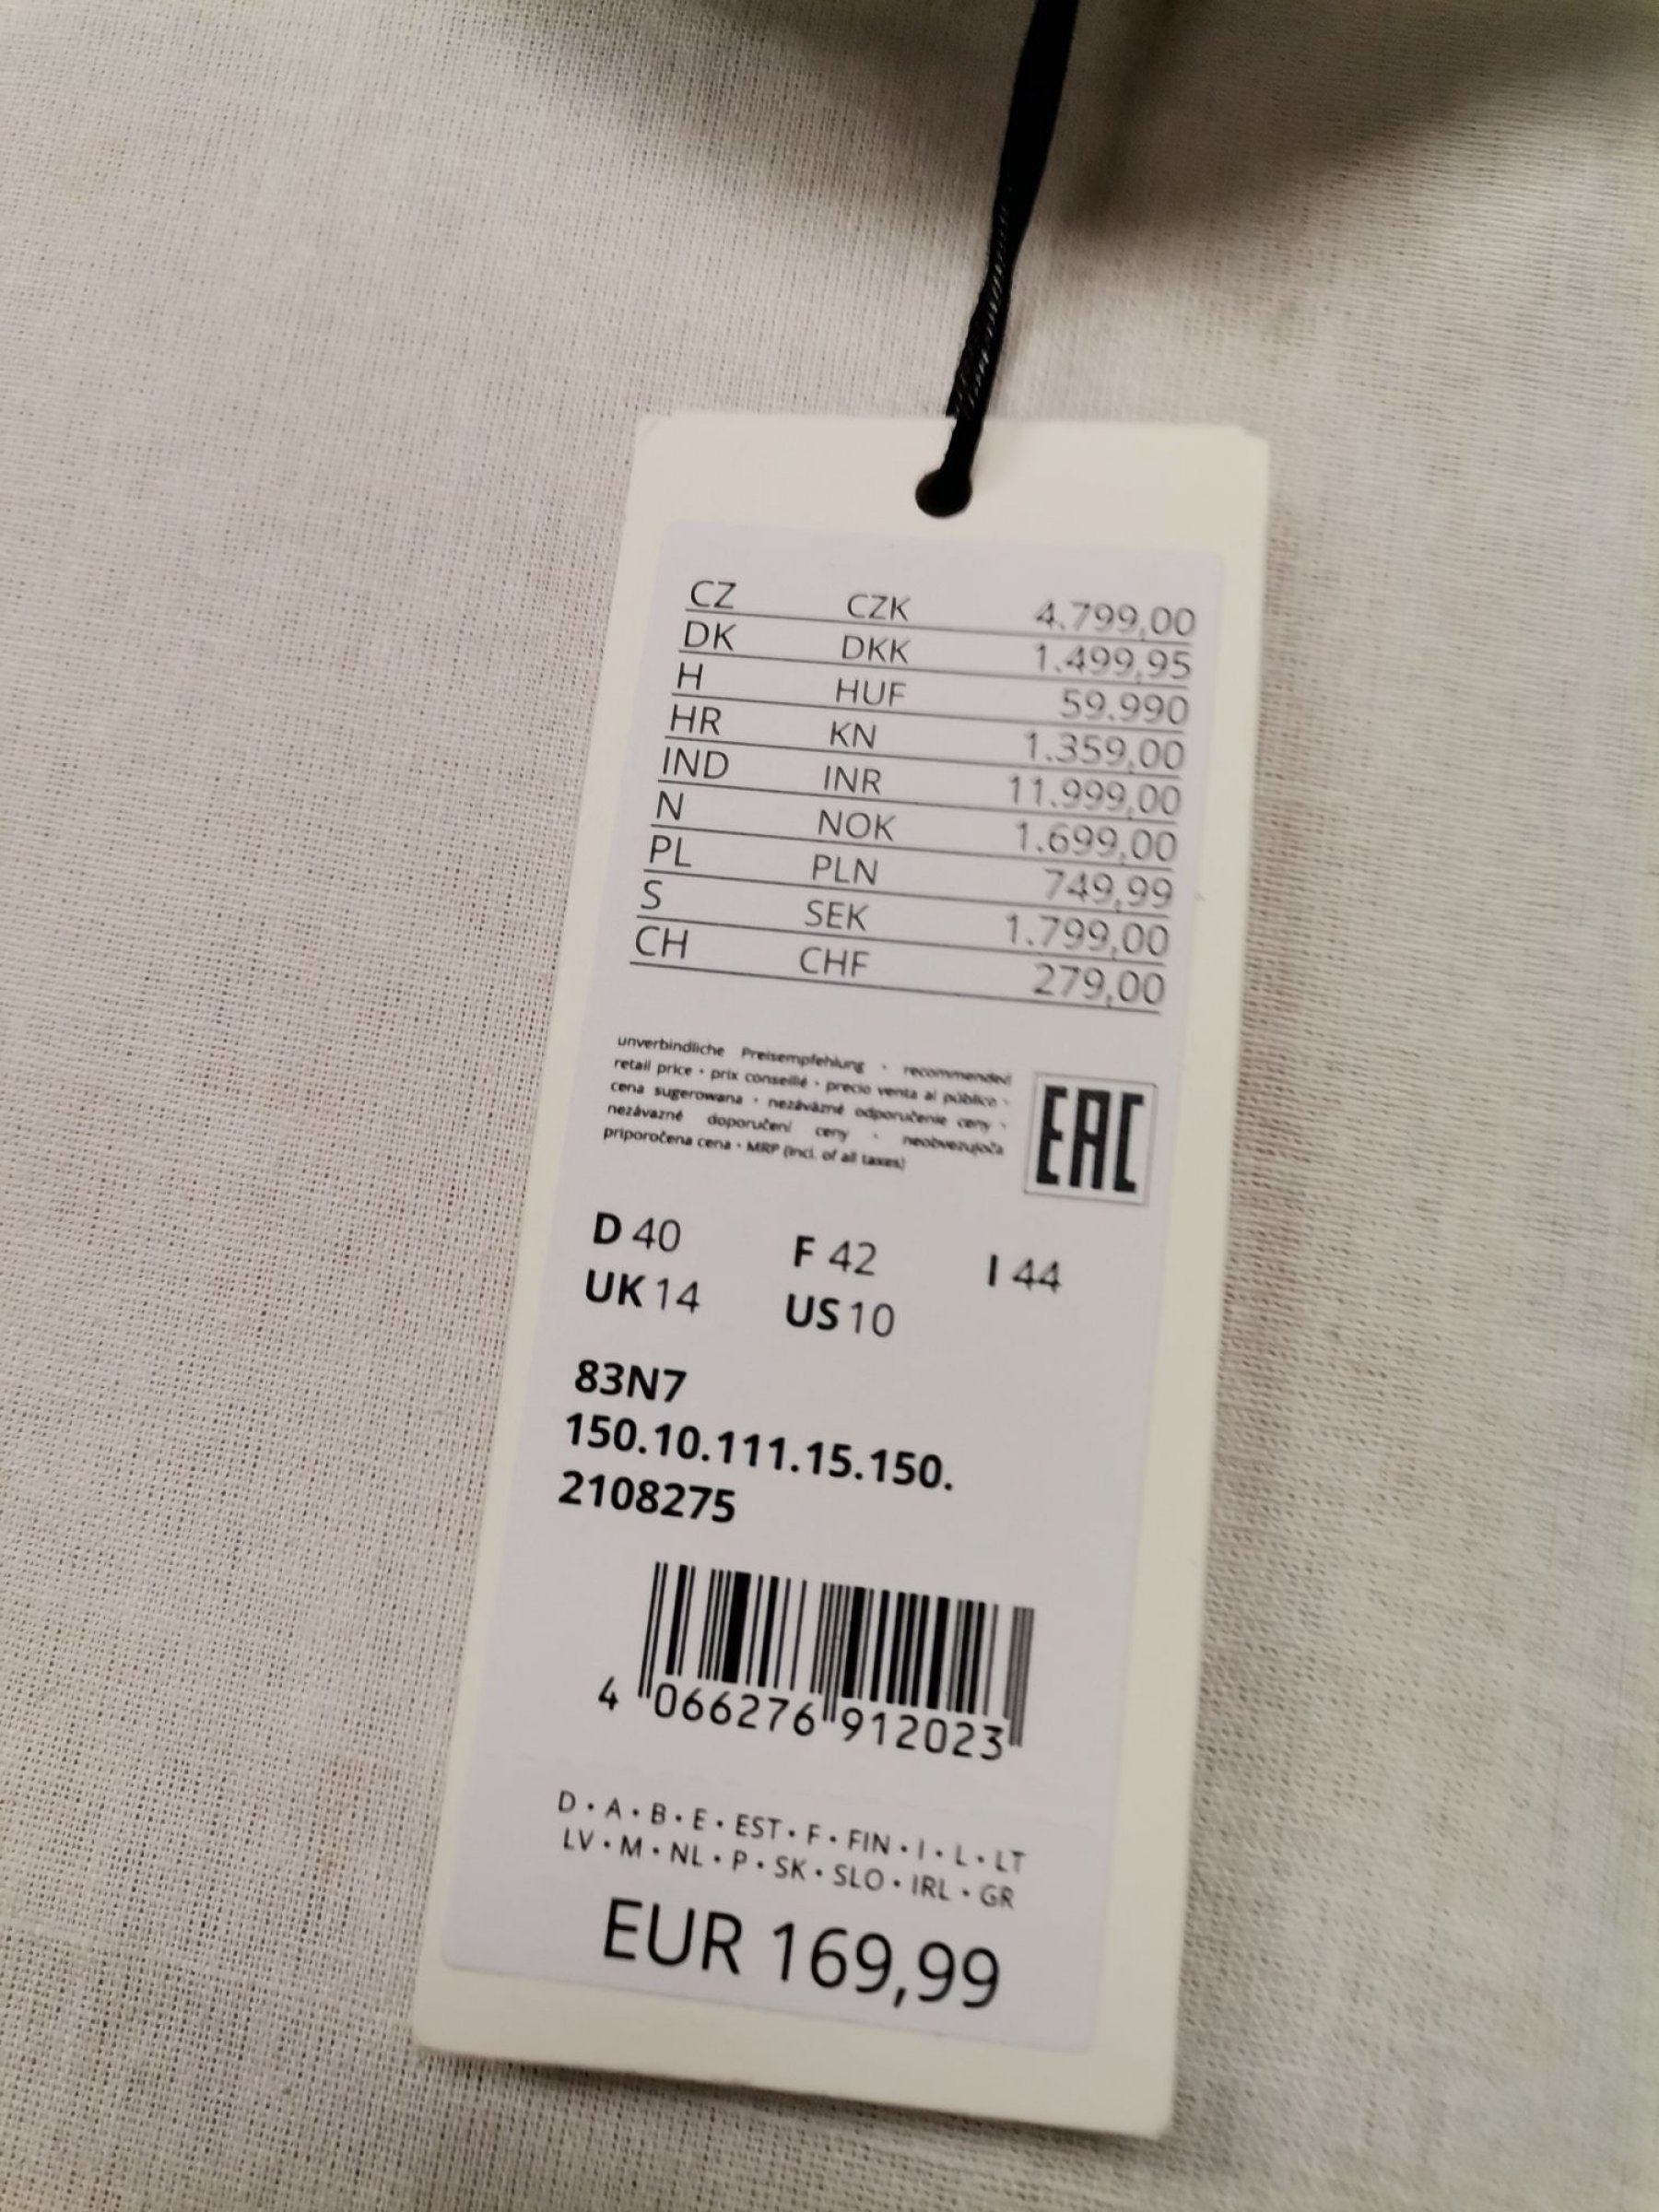 CZ CZK 4.799,00
DK DKK 1.499,95
H HUF 59.990
HR KN 1.359,00
IND INR 11.999,00
N NOK 1.699,00
PL PLN 749,99
S SEK 1.799,00
CH CHF 279,00
unverbindliche Preisempfehlung · recommended
retail price · prix conseillé · precio venta al público ·
cena sugerowana · nezáväzné odporučenie ceny ·
nezávazné doporučení ceny · neobvezujoča
priporočena cena · MRP (incl. of all taxes)
EAC
D 40 F 42 I 44
UK 14 US 10
83N7
150.10.111.15.150.
2108275
4 066276 912023
D · A · B · E · EST · F · FIN · I · L · LT
LV · M · NL · P · SK · SLO · IRL · GR
EUR 169,99